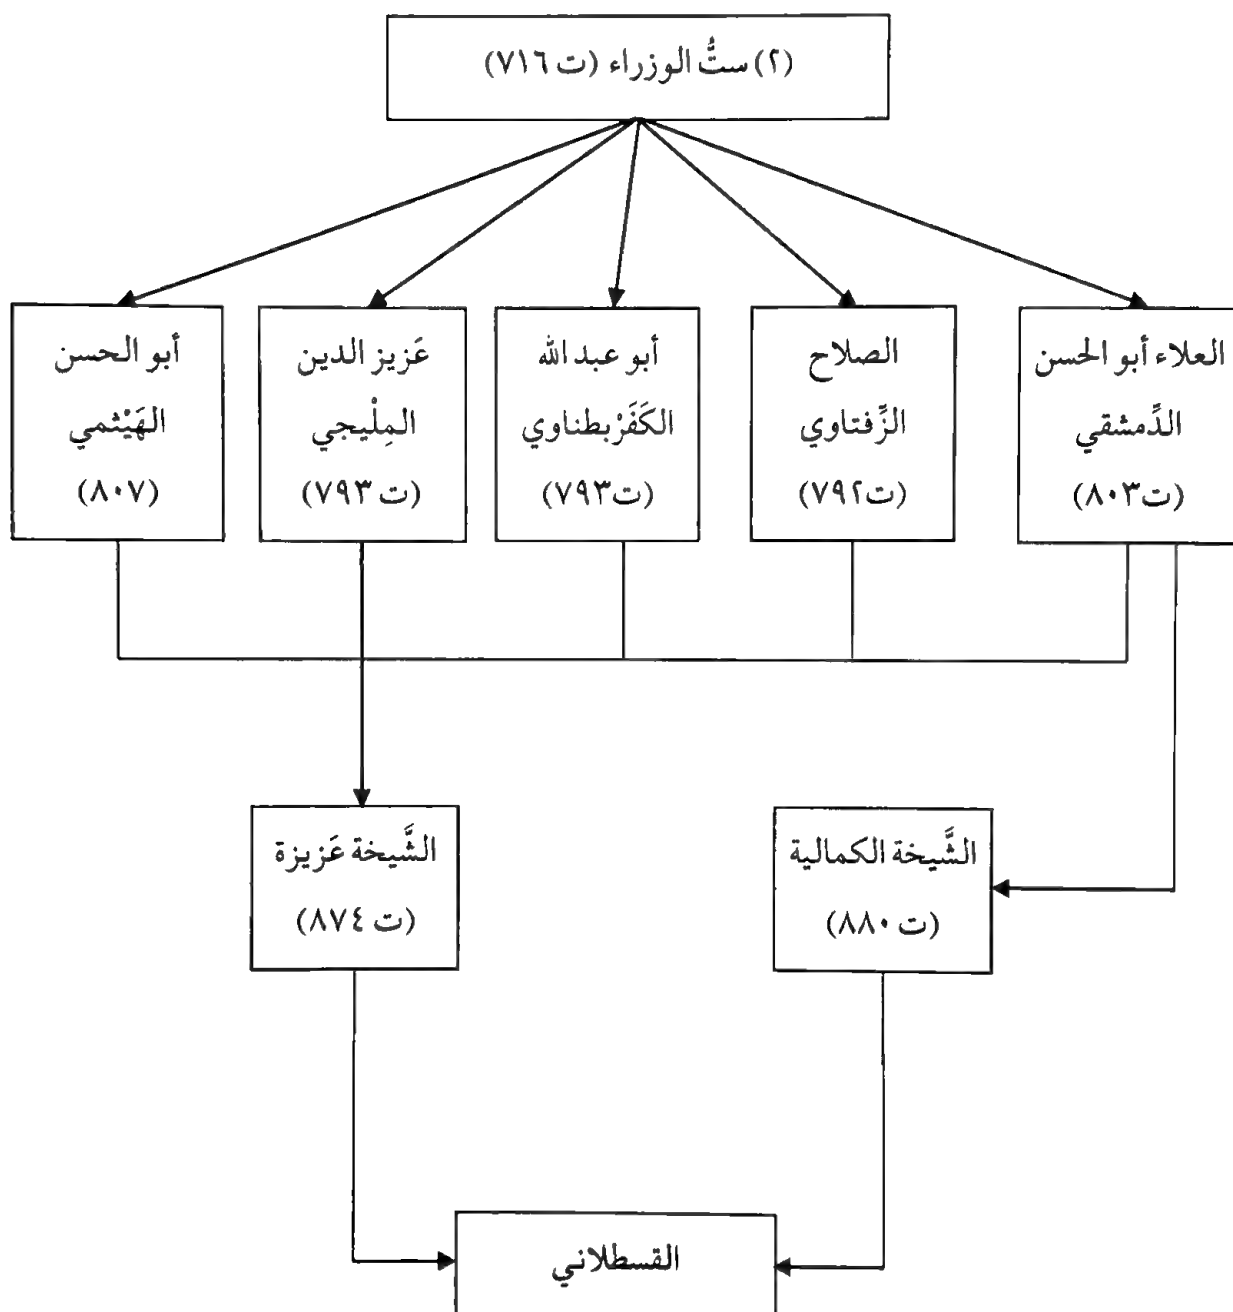 (٢) ستُّ الوزراء (ت ٧١٦)
العلاء أبو الحسن
الدِّمشقي
(ت٨٠٣)
الصلاح
الزِّفتاوي
(ت٧٩٢)
أبو عبد الله
الكَفَرْبطناوي
(ت٧٩٣)
عَزيز الدين
المِلْيجي
(ت ٧٩٣)
أبو الحسن
الهَيْثمي
(٨٠٧)
الشَّيخة الكمالية
(ت ٨٨٠)
الشَّيخة عَزيزة
(ت ٨٧٤)
القسطلاني